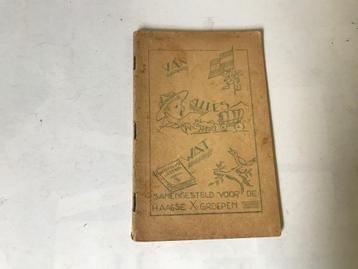 VAN
ALLES
WAT
SAMENGESTELD VOOR DE
HAAGSE X-GROEPEN